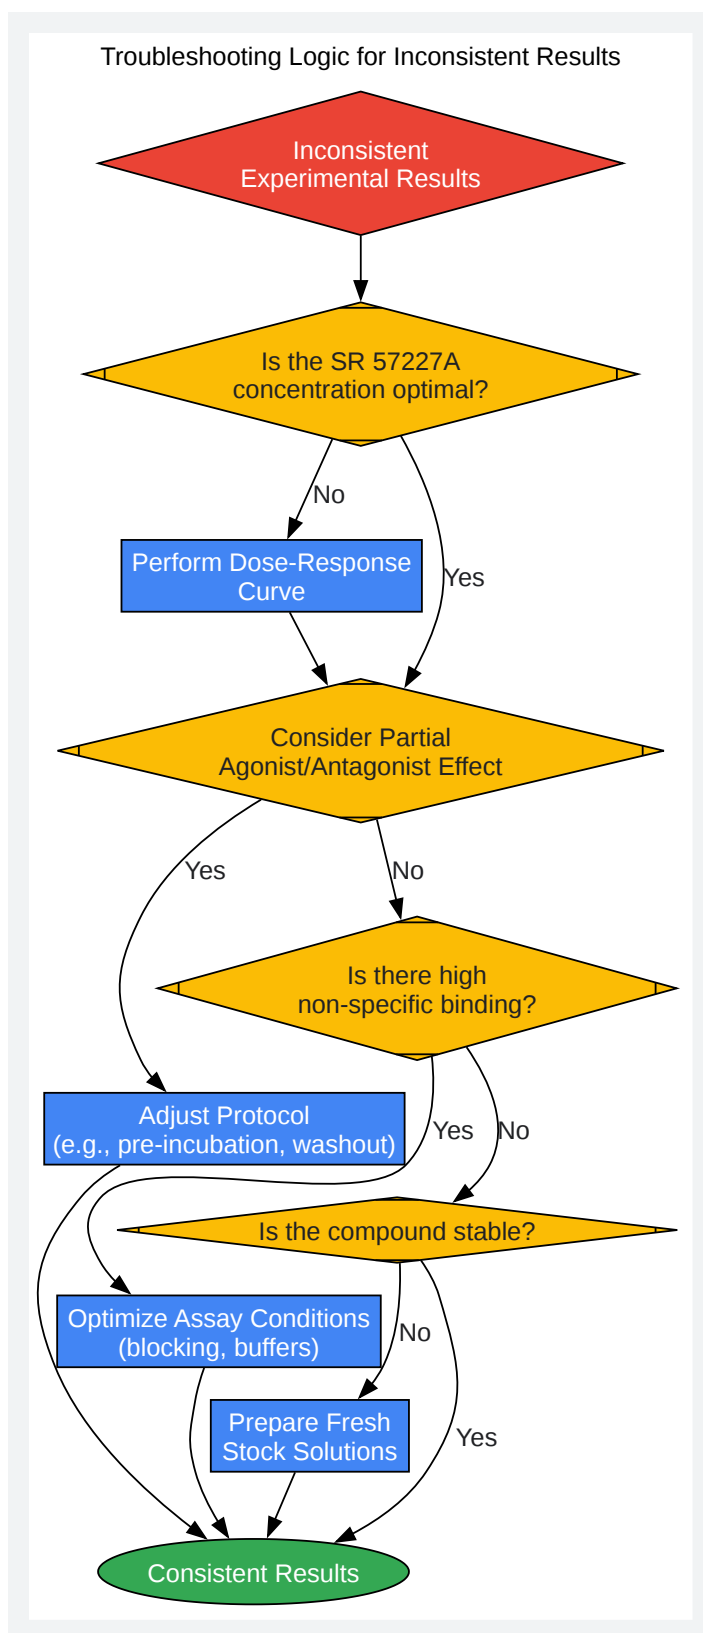 Troubleshooting Logic for Inconsistent Results
Inconsistent
Experimental Results
Is the SR 57227A
concentration optimal?
No
Perform Dose-Response
Curve
Yes
Consider Partial
Agonist/Antagonist Effect
Yes
No
Is there high
non-specific binding?
Adjust Protocol
(e.g., pre-incubation, washout)
Yes
No
Is the compound stable?
Optimize Assay Conditions
(blocking, buffers)
No
Prepare Fresh
Stock Solutions
Yes
Consistent Results